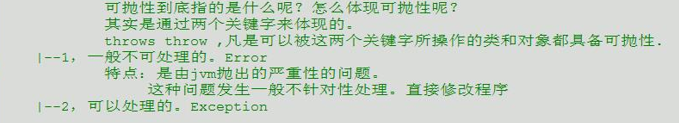 可抛性到底指的是什么呢?怎么体现可抛性呢?
其实是通过两个关键字来体现的。
throws throw ,凡是可以被这两个关键字所操作的类和对象都具备可抛性.
|--1，一般不可处理的。Error
特点：是由jvm抛出的严重性的问题。
这种问题发生一般不针对性处理。直接修改程序
|--2，可以处理的。Exception